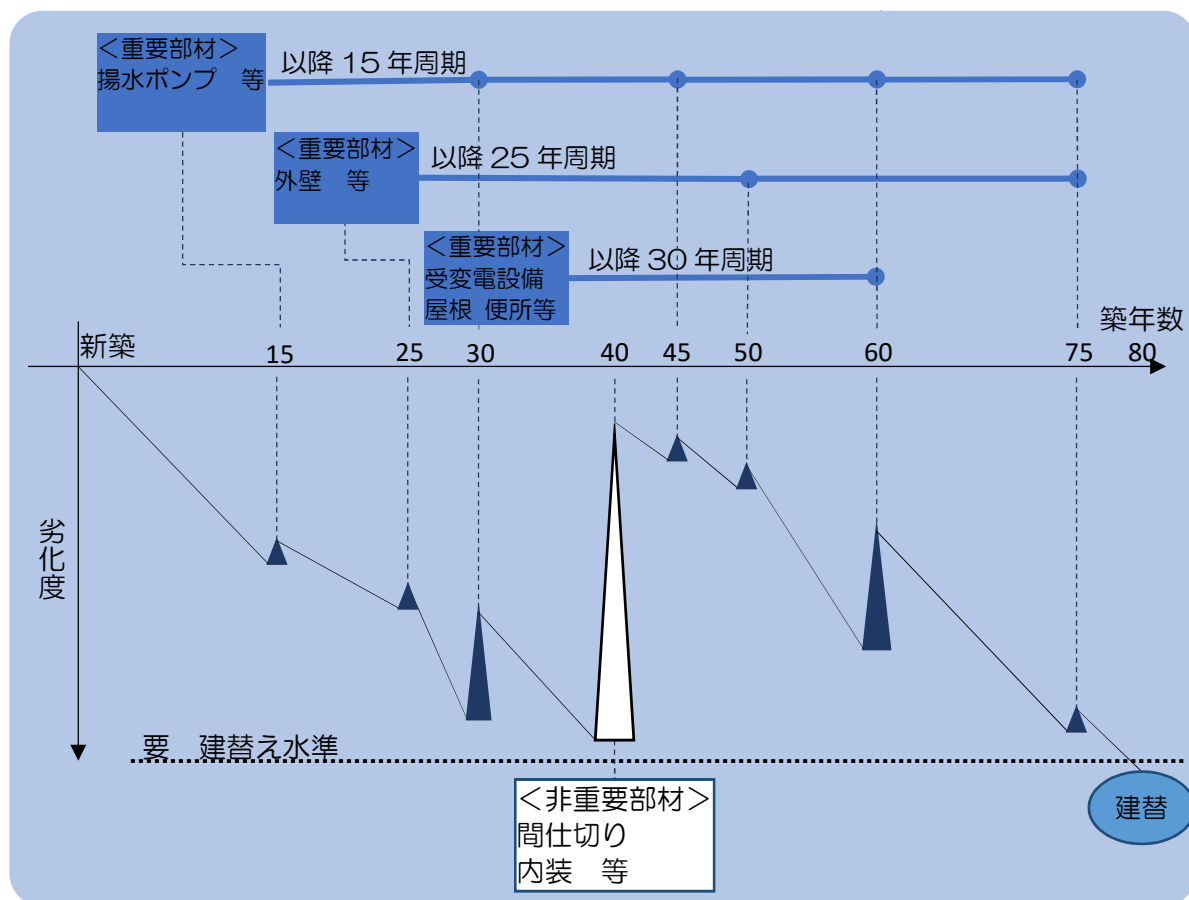 ＜重要部材＞
揚水ポンプ　等
以降 15 年周期
＜重要部材＞
外壁　等
以降 25 年周期
＜重要部材＞
受変電設備
屋根 便所等
以降 30 年周期
築年数
新築
15
25
30
40
45
50
60
75
80
劣化度
要　建替え水準
＜非重要部材＞
間仕切り
内装　等
建替